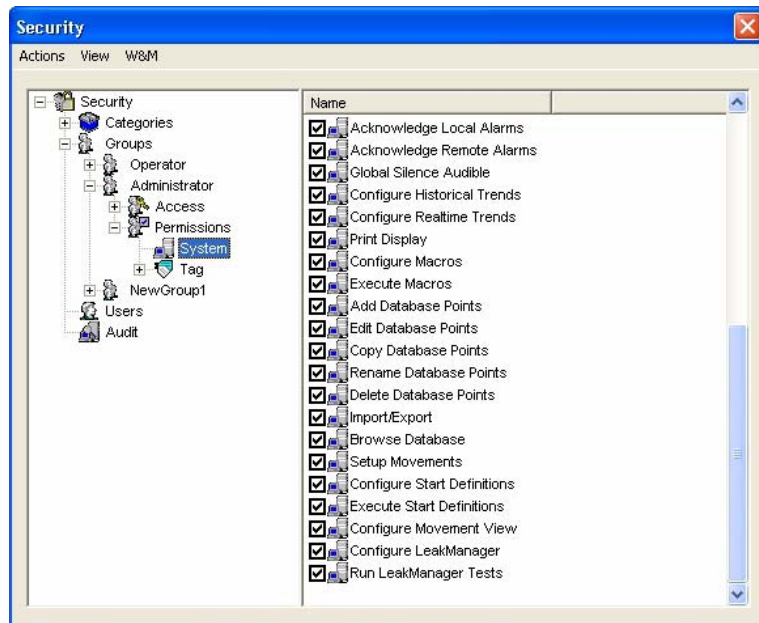 Security
Actions View W&M
Security
Categories
Groups
Operator
Administrator
Access
Permissions
System
Tag
NewGroup1
Users
Audit
Name
Acknowledge Local Alarms
Acknowledge Remote Alarms
Global Silence Audible
Configure Historical Trends
Configure Realtime Trends
Print Display
Configure Macros
Execute Macros
Add Database Points
Edit Database Points
Copy Database Points
Rename Database Points
Delete Database Points
Import/Export
Browse Database
Setup Movements
Configure Start Definitions
Execute Start Definitions
Configure Movement View
Configure LeakManager
Run LeakManager Tests